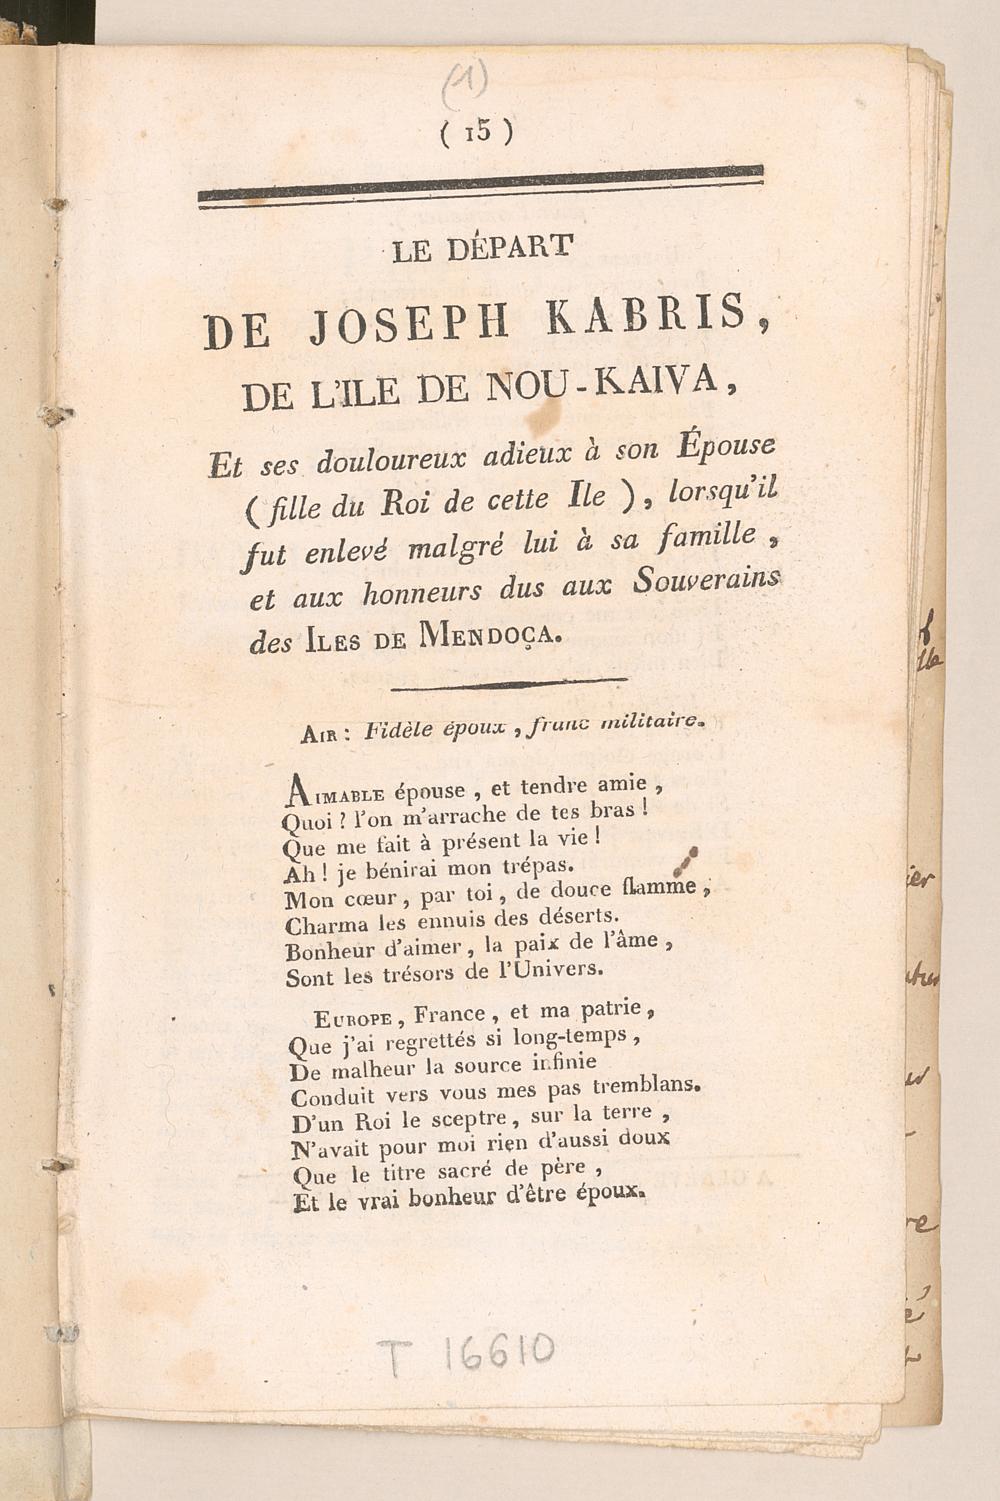 (1)
( 15 )
LE DÉPART
DE JOSEPH KABRIS,
DE L'ILE DE NOU-KAIVA,
Et ses douloureux adieux à son Épouse
( fille du Roi de cette Ile ), lorsqu'il
fut enlevé malgré lui à sa famille,
et aux honneurs dus aux Souverains
des ILES DE MENDOÇA.
AIR : Fidèle époux, franc militaire.
AIMABLE épouse, et tendre amie,
Quoi ? l'on m'arrache de tes bras !
Que me fait à présent la vie !
Ah ! je bénirai mon trépas.
Mon cœur, par toi, de douce flamme,
Charma les ennuis des déserts.
Bonheur d'aimer, la paix de l'âme,
Sont les trésors de l'Univers.
EUROPE, France, et ma patrie,
Que j'ai regrettés si long-temps,
De malheur la source infinie
Conduit vers vous mes pas tremblans.
D'un Roi le sceptre, sur la terre,
N'avait pour moi rien d'aussi doux
Que le titre sacré de père,
Et le vrai bonheur d'être époux.
T 16610